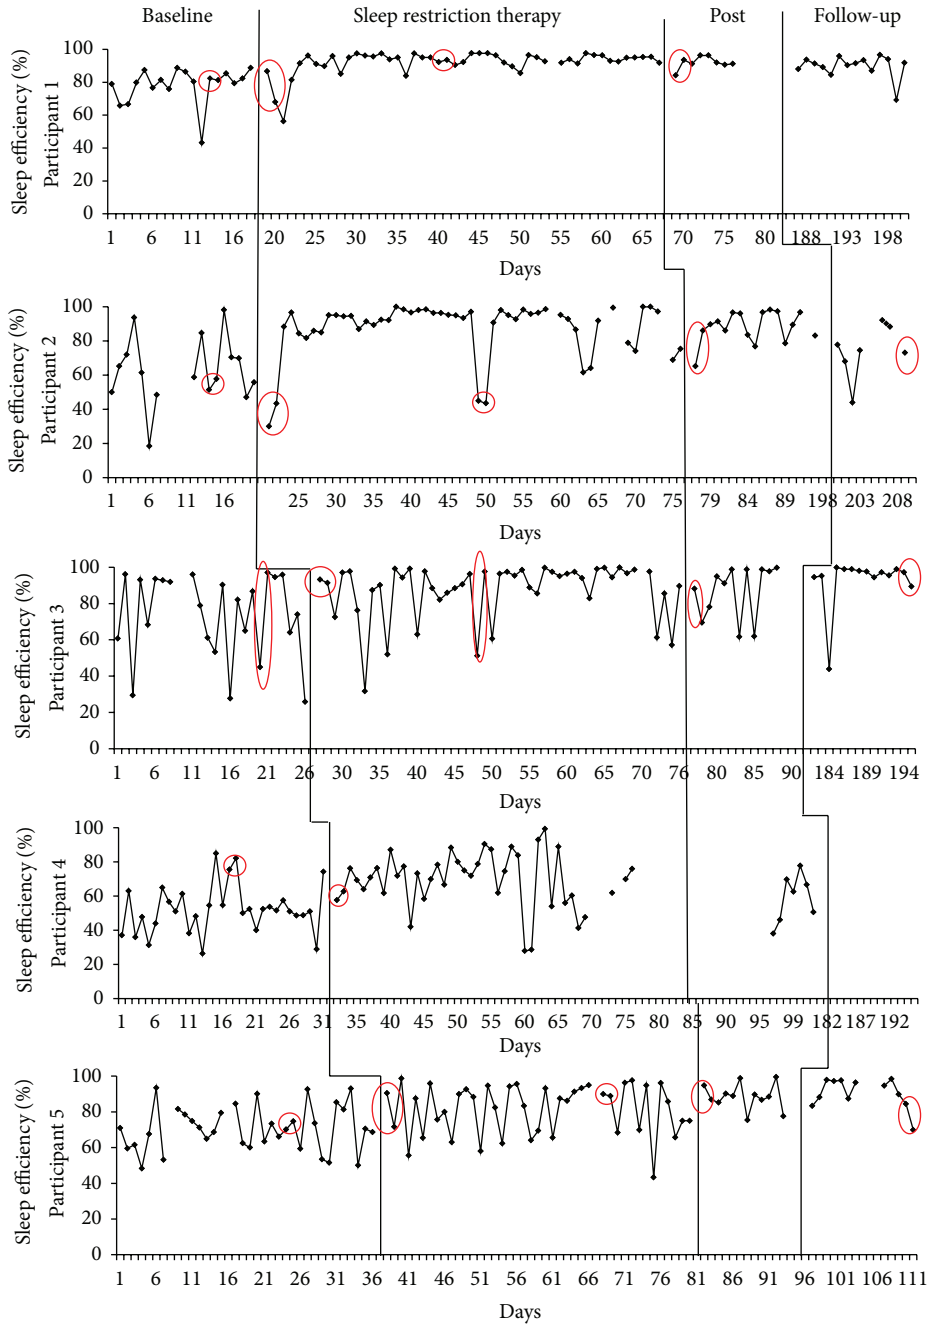 Baseline Sleep restriction therapy Post Follow-up
Sleep efficiency (%)
Participant 1
100
80
60
40
20
0
1 6 11 16 20 25 30 35 40 45 50 55 60 65 70 75 80 188 193 198
Days
Sleep efficiency (%)
Participant 2
100
80
60
40
20
0
1 6 11 16 25 30 35 40 45 50 55 60 65 70 75 79 84 89 198 203 208
Days
Sleep efficiency (%)
Participant 3
100
80
60
40
20
0
1 6 11 16 21 26 30 35 40 45 50 55 60 65 70 76 80 85 90 184 189 194
Days
Sleep efficiency (%)
Participant 4
100
80
60
40
20
0
1 6 11 16 21 26 31 35 40 45 50 55 60 65 70 75 80 85 90 95 99 182 187 192
Days
Sleep efficiency (%)
Participant 5
100
80
60
40
20
0
1 6 11 16 21 26 31 36 41 46 51 56 61 66 71 76 81 86 91 96 101 106 111
Days